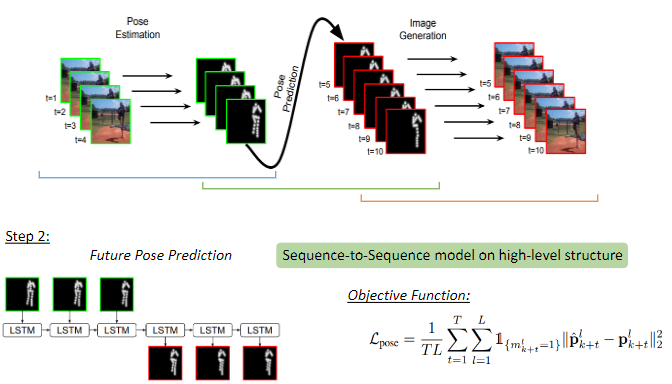 Pose
Estimation
Image
Generation
Pose
Prediction
t=1
t=2
t=3
t=4
t=5
t=6
t=7
t=8
t=9
t=10
t=5
t=6
t=7
t=8
t=9
t=10
Step 2:
Future Pose Prediction
Sequence-to-Sequence model on high-level structure
LSTM LSTM LSTM LSTM LSTM LSTM
Objective Function:
$\mathcal{L}_{\text{pose}} = \frac{1}{TL} \sum_{t=1}^{T} \sum_{l=1}^{L} \mathbb{1}_{\{m_{k+t}^{l}=1\}} \|\hat{\mathbf{p}}_{k+t}^{l} - \mathbf{p}_{k+t}^{l}\|_2^2$